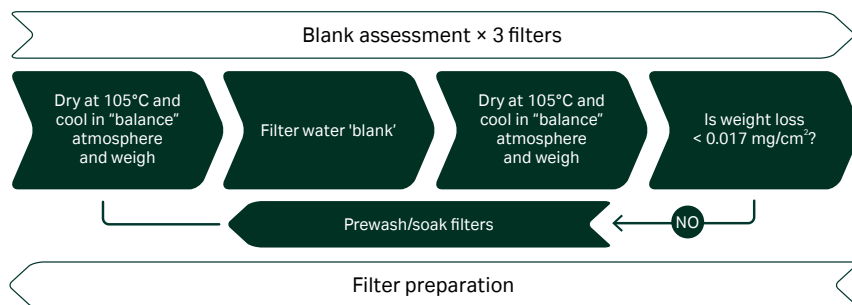 Blank assessment × 3 filters
Dry at 105°C and
cool in “balance”
atmosphere
and weigh
Filter water 'blank’
Dry at 105°C and
cool in “balance”
atmosphere
and weigh
Is weight loss
< 0.017 mg/cm²?
Prewash/soak filters
NO
Filter preparation